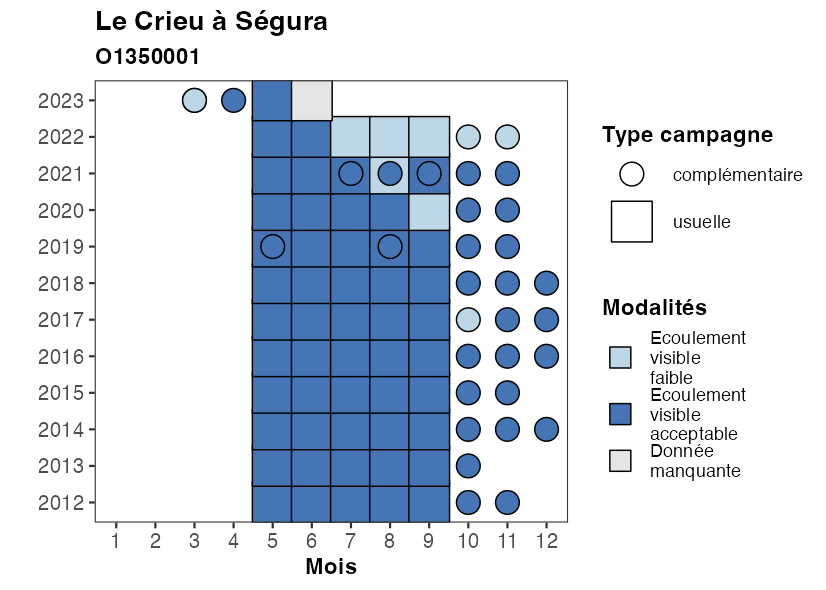 Le Crieu à Ségura
O1350001
2023
2022
2021
2020
2019
2018
2017
2016
2015
2014
2013
2012
1 2 3 4 5 6 7 8 9 10 11 12
Mois
Type campagne
complémentaire
usuelle
Modalités
Ecoulement
visible
faible
Ecoulement
visible
acceptable
Donnée
manquante